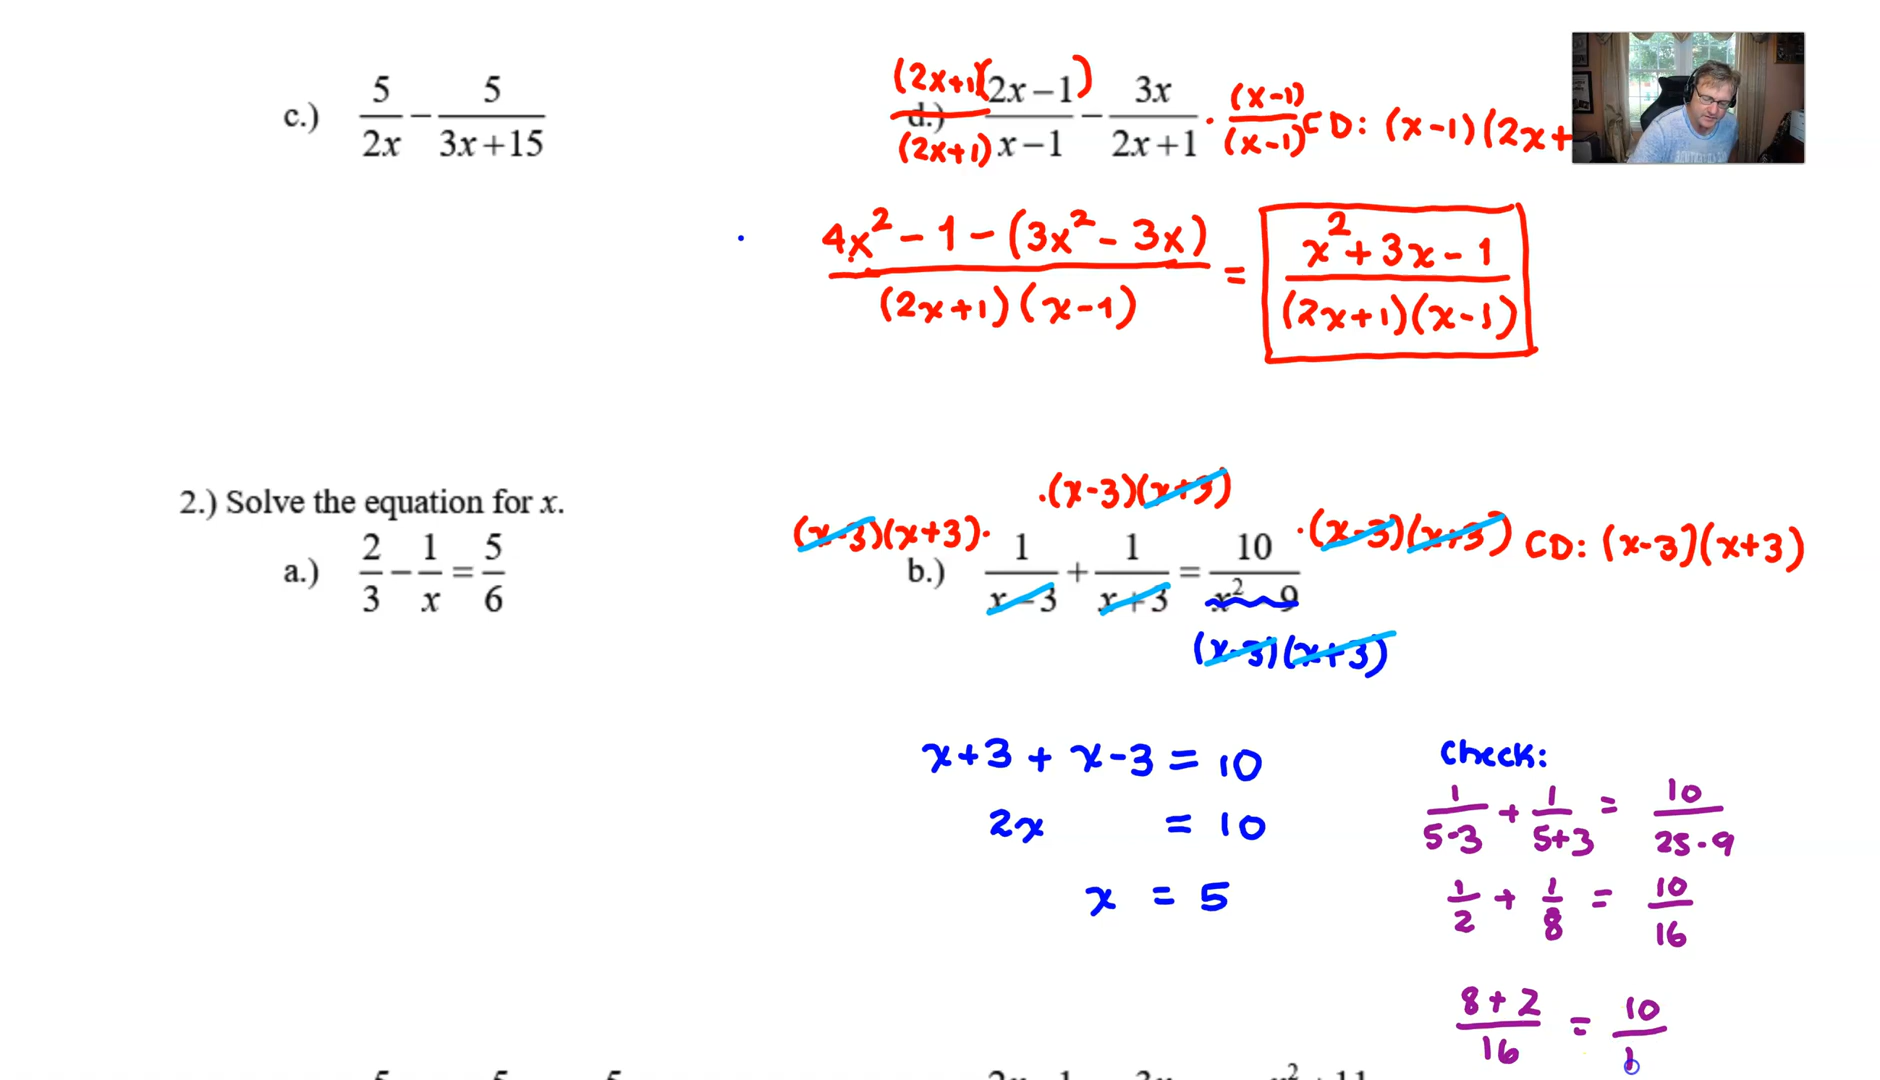 c.) 5/2x − 5/(3x+15)
(2x+1)/(2x+1) d.) (2x−1)/(x−1) − 3x/(2x+1) · (x−1)/(x−1) CD: (x−1)(2x+
(4x² − 1 − (3x² − 3x))/((2x+1)(x−1)) = (x² + 3x − 1)/((2x+1)(x−1))
2.) Solve the equation for x.
a.) 2/3 − 1/x = 5/6
(x−3)(x+3)· ·(x−3)(x+3) ·(x−3)(x+3) CD: (x−3)(x+3)
b.) 1/(x−3) + 1/(x+3) = 10/(x²−9)
(x−3)(x+3)
x+3 + x−3 = 10
2x = 10
x = 5
Check:
1/(5-3) + 1/(5+3) = 10/(25-9)
1/2 + 1/8 = 10/16
(8+2)/16 = 10/1